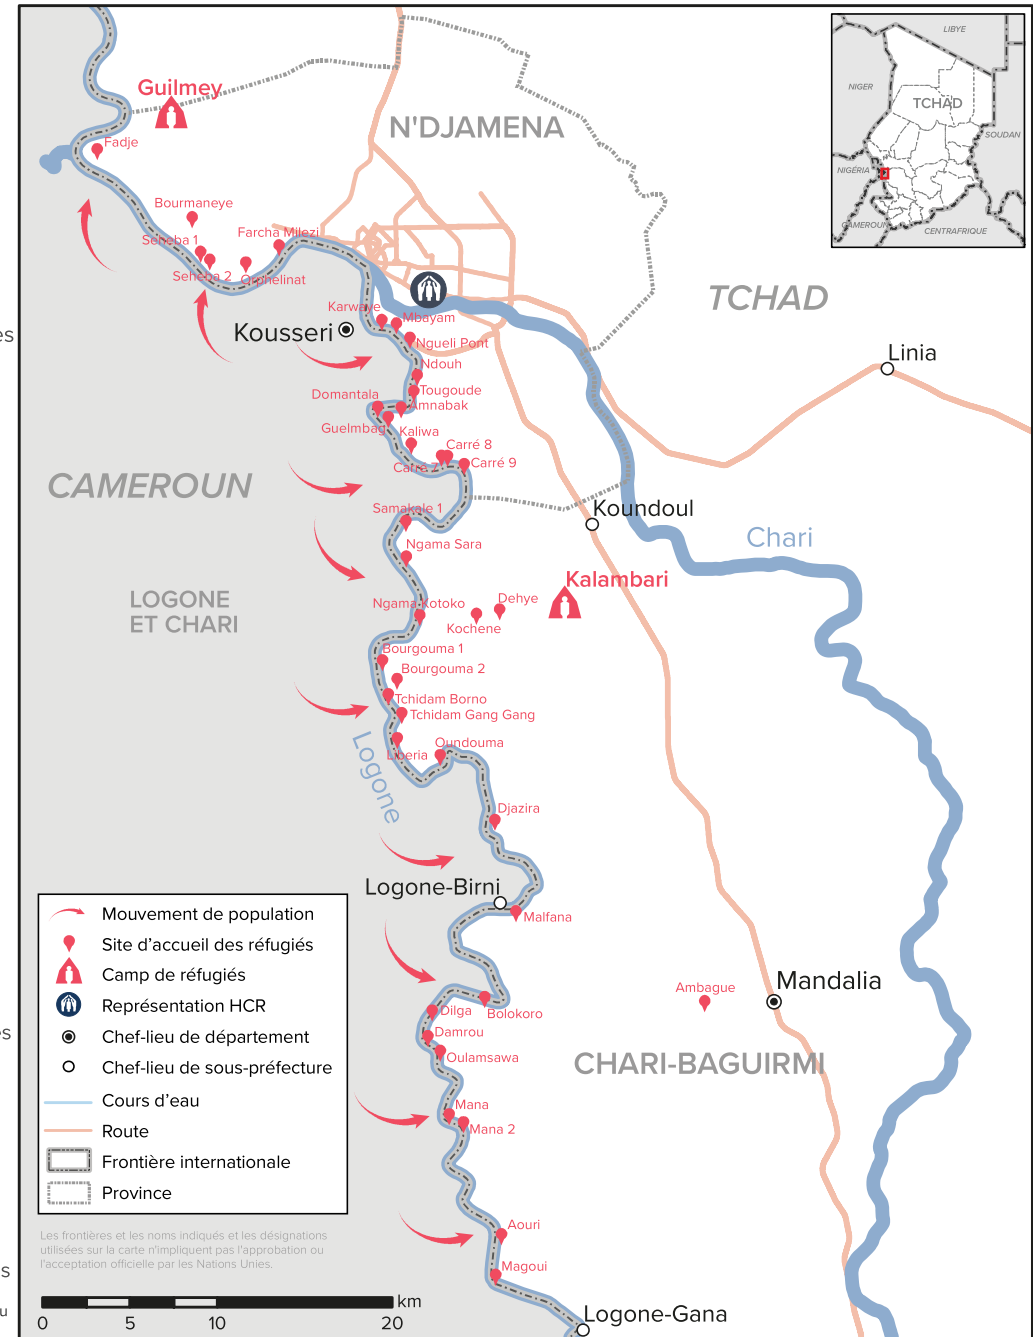 Guilmey
N'DJAMENA
Fadje
Bourmaneye
Seheba 1
Farcha Milezi
Seheba 2
Orphelinat
LIBYE
NIGER
TCHAD
SOUDAN
NIGÉRIA
CAMEROUN
CENTRAFRIQUE
TCHAD
Karwaye
Mbayam
Kousseri
Ngueli Pont
es
Linia
Ndouh
Domantala
Tougoude
Amnabak
Guelmbag
Kaliwa
Carré 8
Carré 7
Carré 9
CAMEROUN
Samakale 1
Koundoul
Chari
Ngama Sara
Kalambari
LOGONE
ET CHARI
Ngama Kotoko
Dehye
Kochene
Bourgouma 1
Bourgouma 2
Tchidam Borno
Tchidam Gang Gang
Logone
Oundouma
Liberia
Djazira
Logone-Birni
Malfana
Mouvement de population
Site d'accueil des réfugiés
Camp de réfugiés
Représentation HCR
Chef-lieu de département
Chef-lieu de sous-préfecture
Cours d'eau
Route
Frontière internationale
Province
Ambague
Mandalia
Dilga
Bolokoro
Damrou
Oulamsawa
es
CHARI-BAGUIRMI
Mana
Mana 2
Aouri
Magoui
Les frontières et les noms indiqués et les désignations
utilisées sur la carte n'impliquent pas l'approbation ou
l'acceptation officielle par les Nations Unies.
s
u
km
0 5 10 20
Logone-Gana